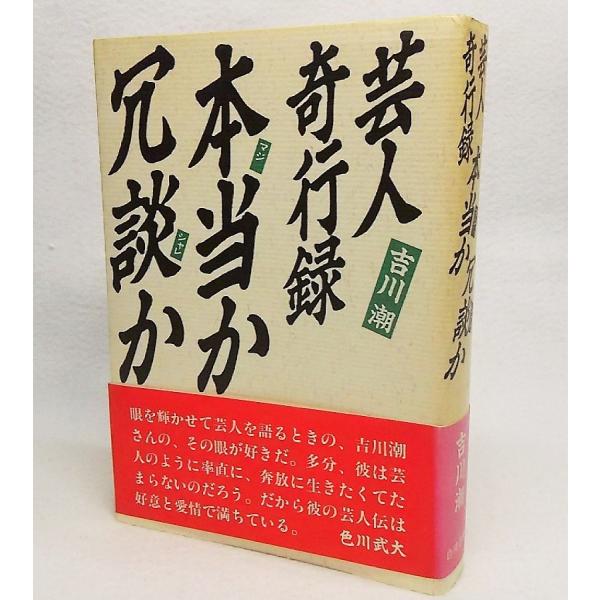 芸人
奇行録
本当か
マジ
冗談か
シャレ
吉川潮
眼を輝かせて芸人を語るときの、吉川潮
さんの、その眼が好きだ。多分、彼は芸
人のように率直に、奔放に生きたくてた
まらないのだろう。だから彼の芸人伝は
好意と愛情で満ちている。
色川武大
芸人
奇行録
本当か冗談か
吉川潮